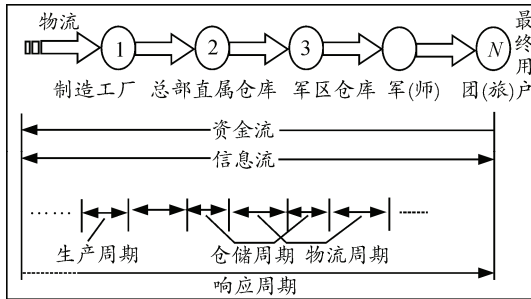 物流
1 2 3 N
最终用户
制造工厂 总部直属仓库 军区仓库 军(师) 团(旅)
资金流
信息流
生产周期 仓储周期 物流周期
响应周期